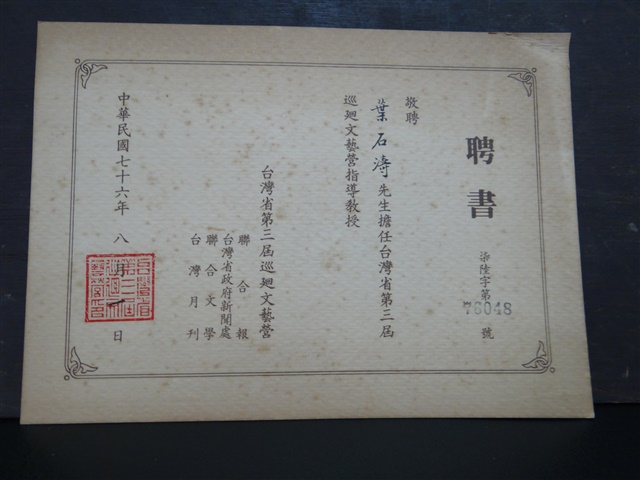 聘書
柒陸字第76048號
敬聘
葉石濤先生擔任台灣省第三屆
巡廻文藝營指導教授
台灣省第三屆巡廻文藝營
聯合報
台灣省政府新聞處
聯合文學
台灣月刊
中華民國七十六年八月一日